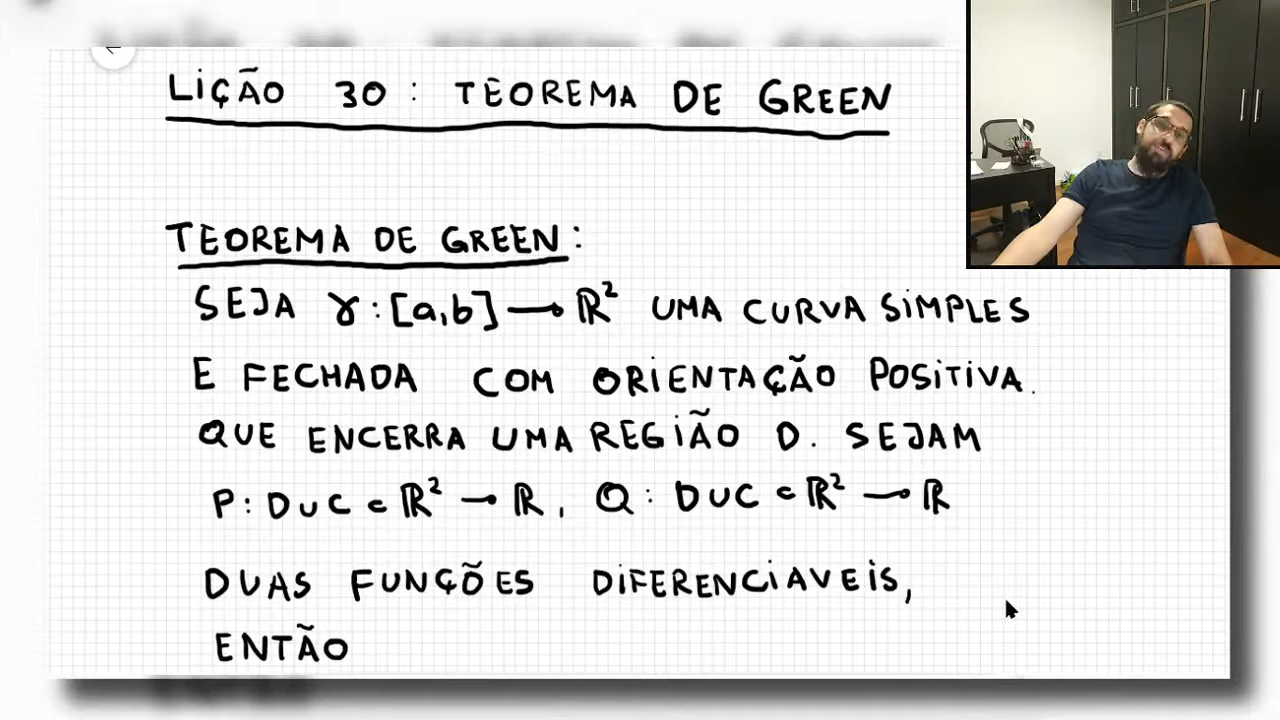 LIÇÃO 30 : TEOREMA DE GREEN
TEOREMA DE GREEN:
SEJA γ:[a,b] → ℝ² UMA CURVA SIMPLES
E FECHADA COM ORIENTAÇÃO POSITIVA.
QUE ENCERRA UMA REGIÃO D. SEJAM
P: D∪C ⊂ ℝ² → ℝ, Q: D∪C ⊂ ℝ² → ℝ
DUAS FUNÇÕES DIFERENCIAVEIS,
ENTÃO